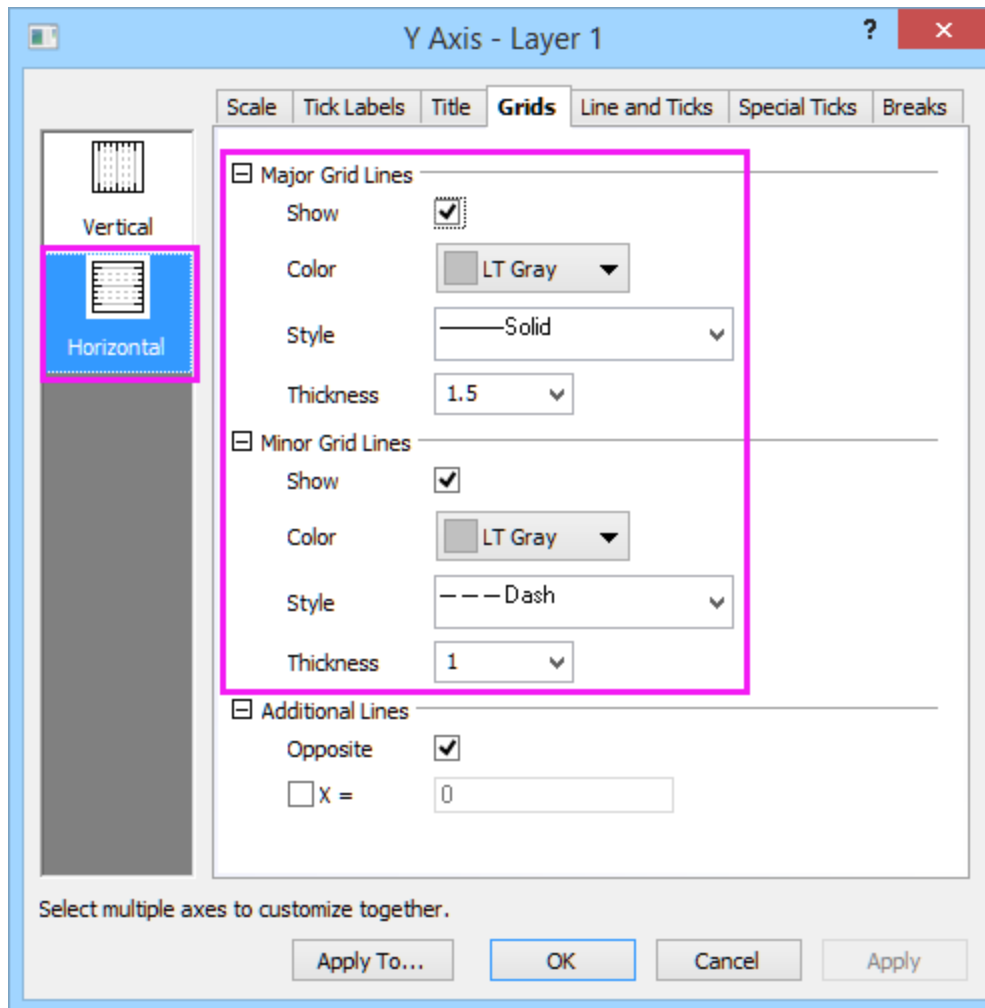 Y Axis - Layer 1
?
Scale Tick Labels Title Grids Line and Ticks Special Ticks Breaks
Vertical
Horizontal
Major Grid Lines
Show
Color LT Gray
Style Solid
Thickness 1.5
Minor Grid Lines
Show
Color LT Gray
Style Dash
Thickness 1
Additional Lines
Opposite
X = 0
Select multiple axes to customize together.
Apply To... OK Cancel Apply